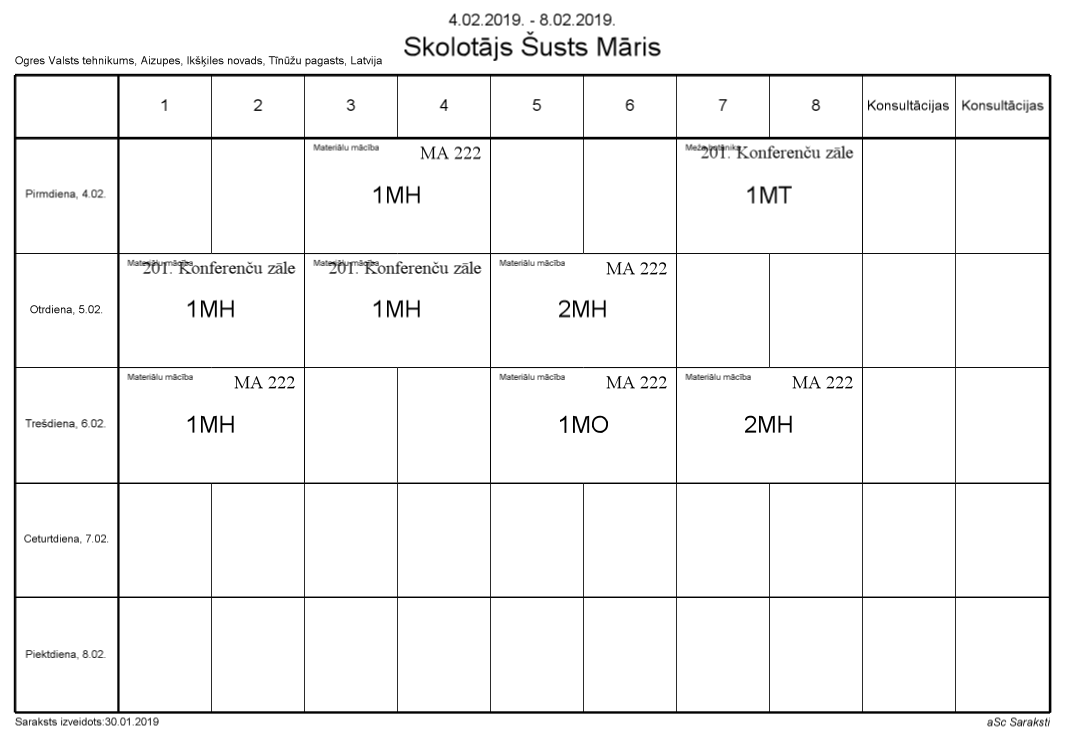 4.02.2019. - 8.02.2019.
Skolotājs Šusts Māris
Ogres Valsts tehnikums, Aizupes, Ikšķiles novads, Tīnūžu pagasts, Latvija
1 2 3 4 5 6 7 8 Konsultācijas Konsultācijas
Pirmdiena, 4.02.
Materiālu mācība MA 222
1MH
201. Konferenču zāle
1MT
Otrdiena, 5.02.
Materiālu mācība 201. Konferenču zāle
1MH
Materiālu mācība 201. Konferenču zāle
1MH
Materiālu mācība MA 222
2MH
Trešdiena, 6.02.
Materiālu mācība MA 222
1MH
Materiālu mācība MA 222
1MO
Materiālu mācība MA 222
2MH
Ceturtdiena, 7.02.
Piektdiena, 8.02.
Saraksts izveidots:30.01.2019
aSc Saraksti